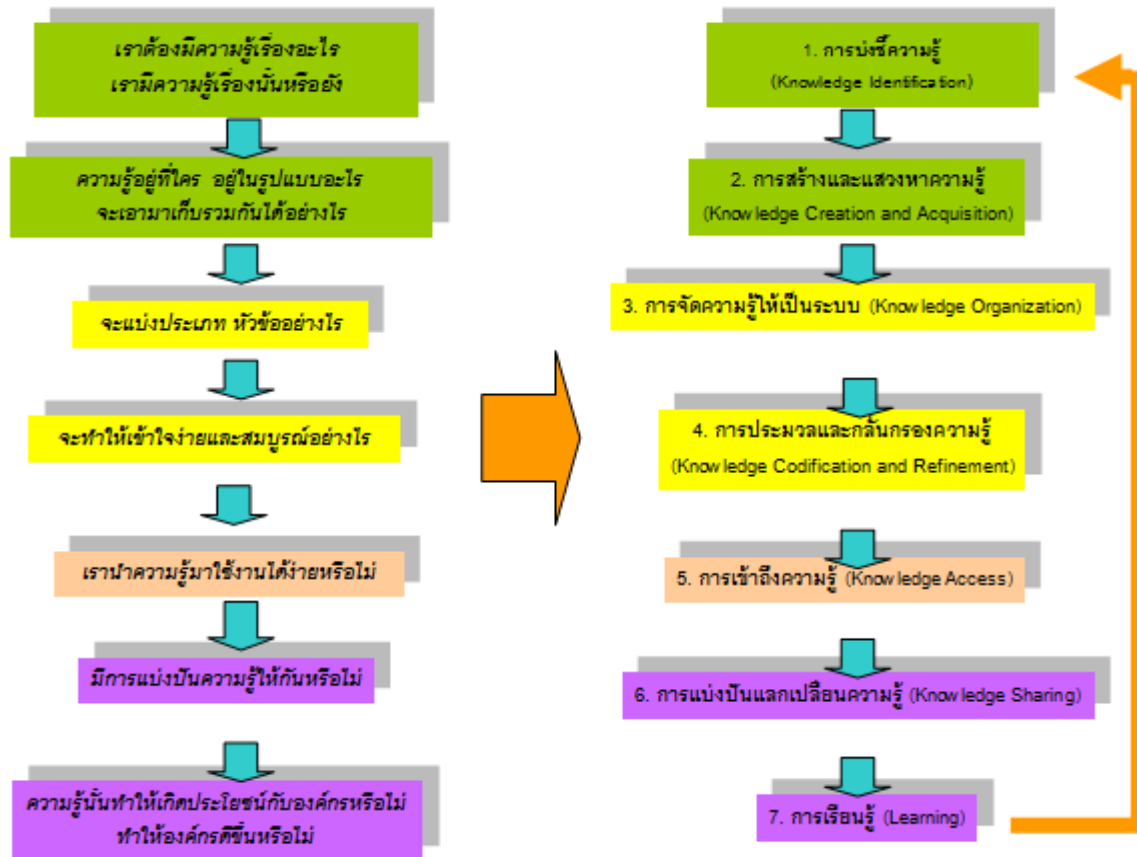 เราต้องมีความรู้เรื่องอะไร
เรามีความรู้เรื่องนั้นหรือยัง
ความรู้อยู่ที่ใคร อยู่ในรูปแบบอะไร
จะเอามาเก็บรวมกันได้อย่างไร
จะแบ่งประเภท หัวข้ออย่างไร
จะทำให้เข้าใจง่ายและสมบูรณ์อย่างไร
เรานำความรู้มาใช้งานได้ง่ายหรือไม่
มีการแบ่งปันความรู้ให้กันหรือไม่
ความรู้นั้นทำให้เกิดประโยชน์กับองค์กรหรือไม่
ทำให้องค์กรดีขึ้นหรือไม่
1. การบ่งชี้ความรู้
(Knowledge Identification)
2. การสร้างและแสวงหาความรู้
(Knowledge Creation and Acquisition)
3. การจัดความรู้ให้เป็นระบบ (Knowledge Organization)
4. การประมวลและกลั่นกรองความรู้
(Knowledge Codification and Refinement)
5. การเข้าถึงความรู้ (Knowledge Access)
6. การแบ่งปันแลกเปลี่ยนความรู้ (Knowledge Sharing)
7. การเรียนรู้ (Learning)